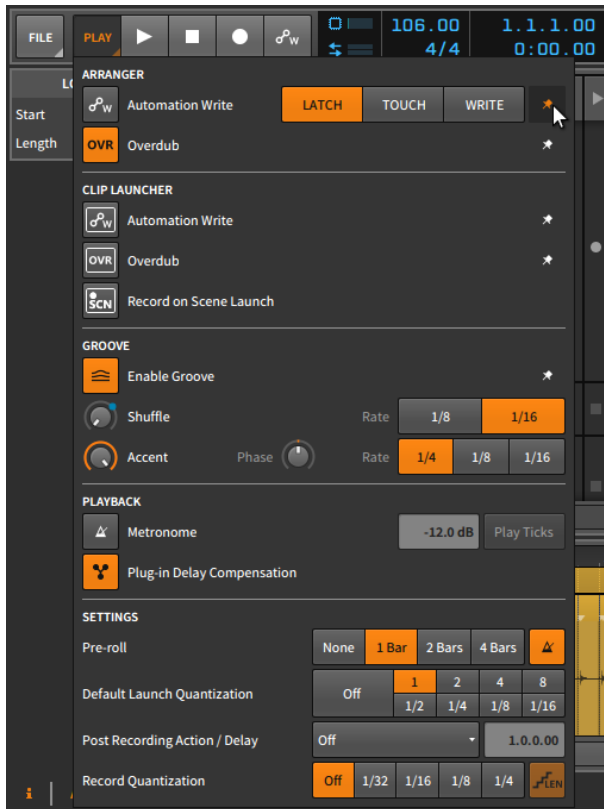 FILE PLAY W 106.00 1.1.1.00
4/4 0:00.00
ARRANGER
W Automation Write LATCH TOUCH WRITE
Start
OVR Overdub
Length
CLIP LAUNCHER
W Automation Write
OVR Overdub
SCN Record on Scene Launch
GROOVE
Enable Groove
Shuffle Rate 1/8 1/16
Accent Phase Rate 1/4 1/8 1/16
PLAYBACK
Metronome -12.0 dB Play Ticks
Plug-in Delay Compensation
SETTINGS
Pre-roll None 1 Bar 2 Bars 4 Bars
Default Launch Quantization Off 1 2 4 8
1/2 1/4 1/8 1/16
Post Recording Action / Delay Off 1.0.0.00
Record Quantization Off 1/32 1/16 1/8 1/4 LEN
i